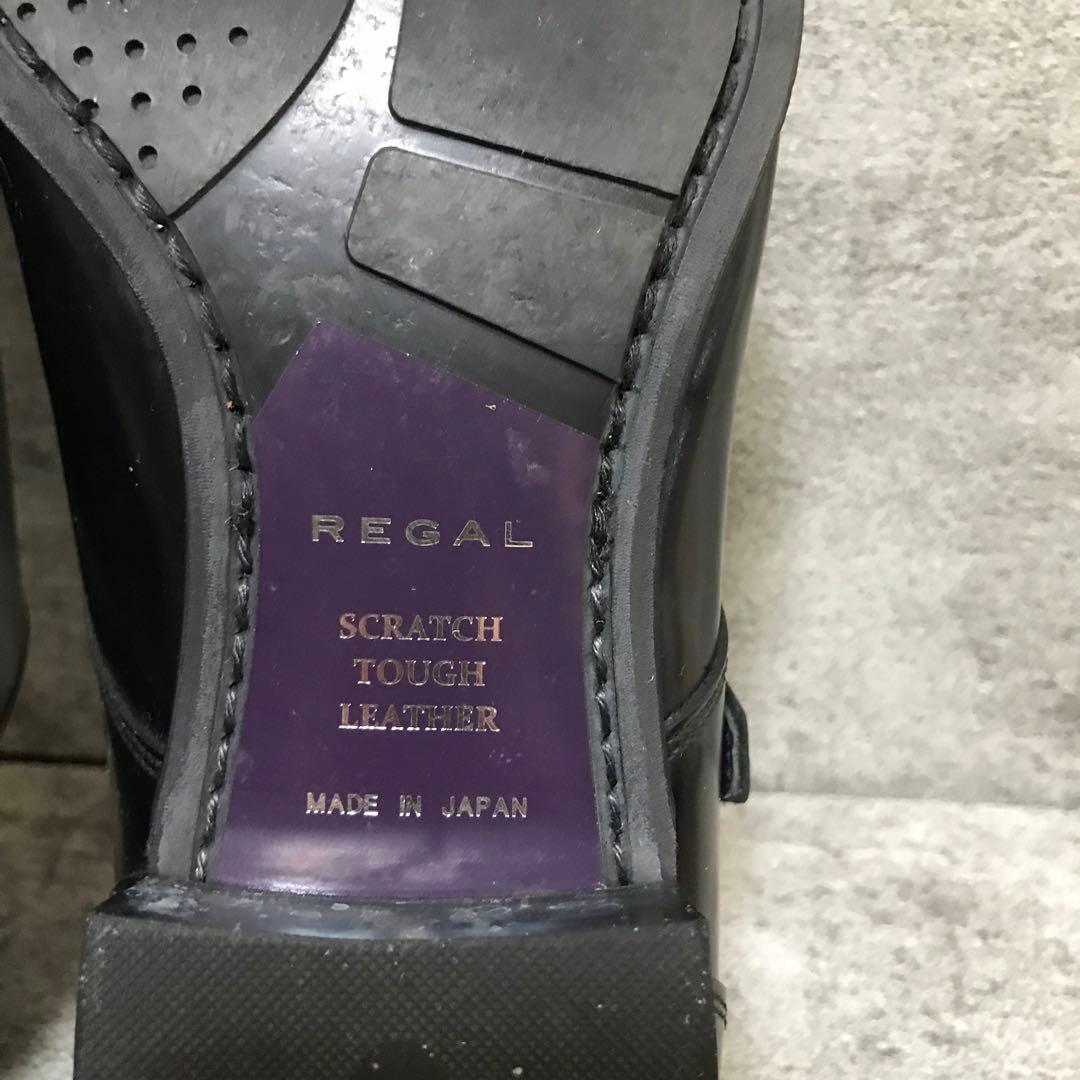 REGAL
SCRATCH
TOUGH
LEATHER
MADE IN JAPAN